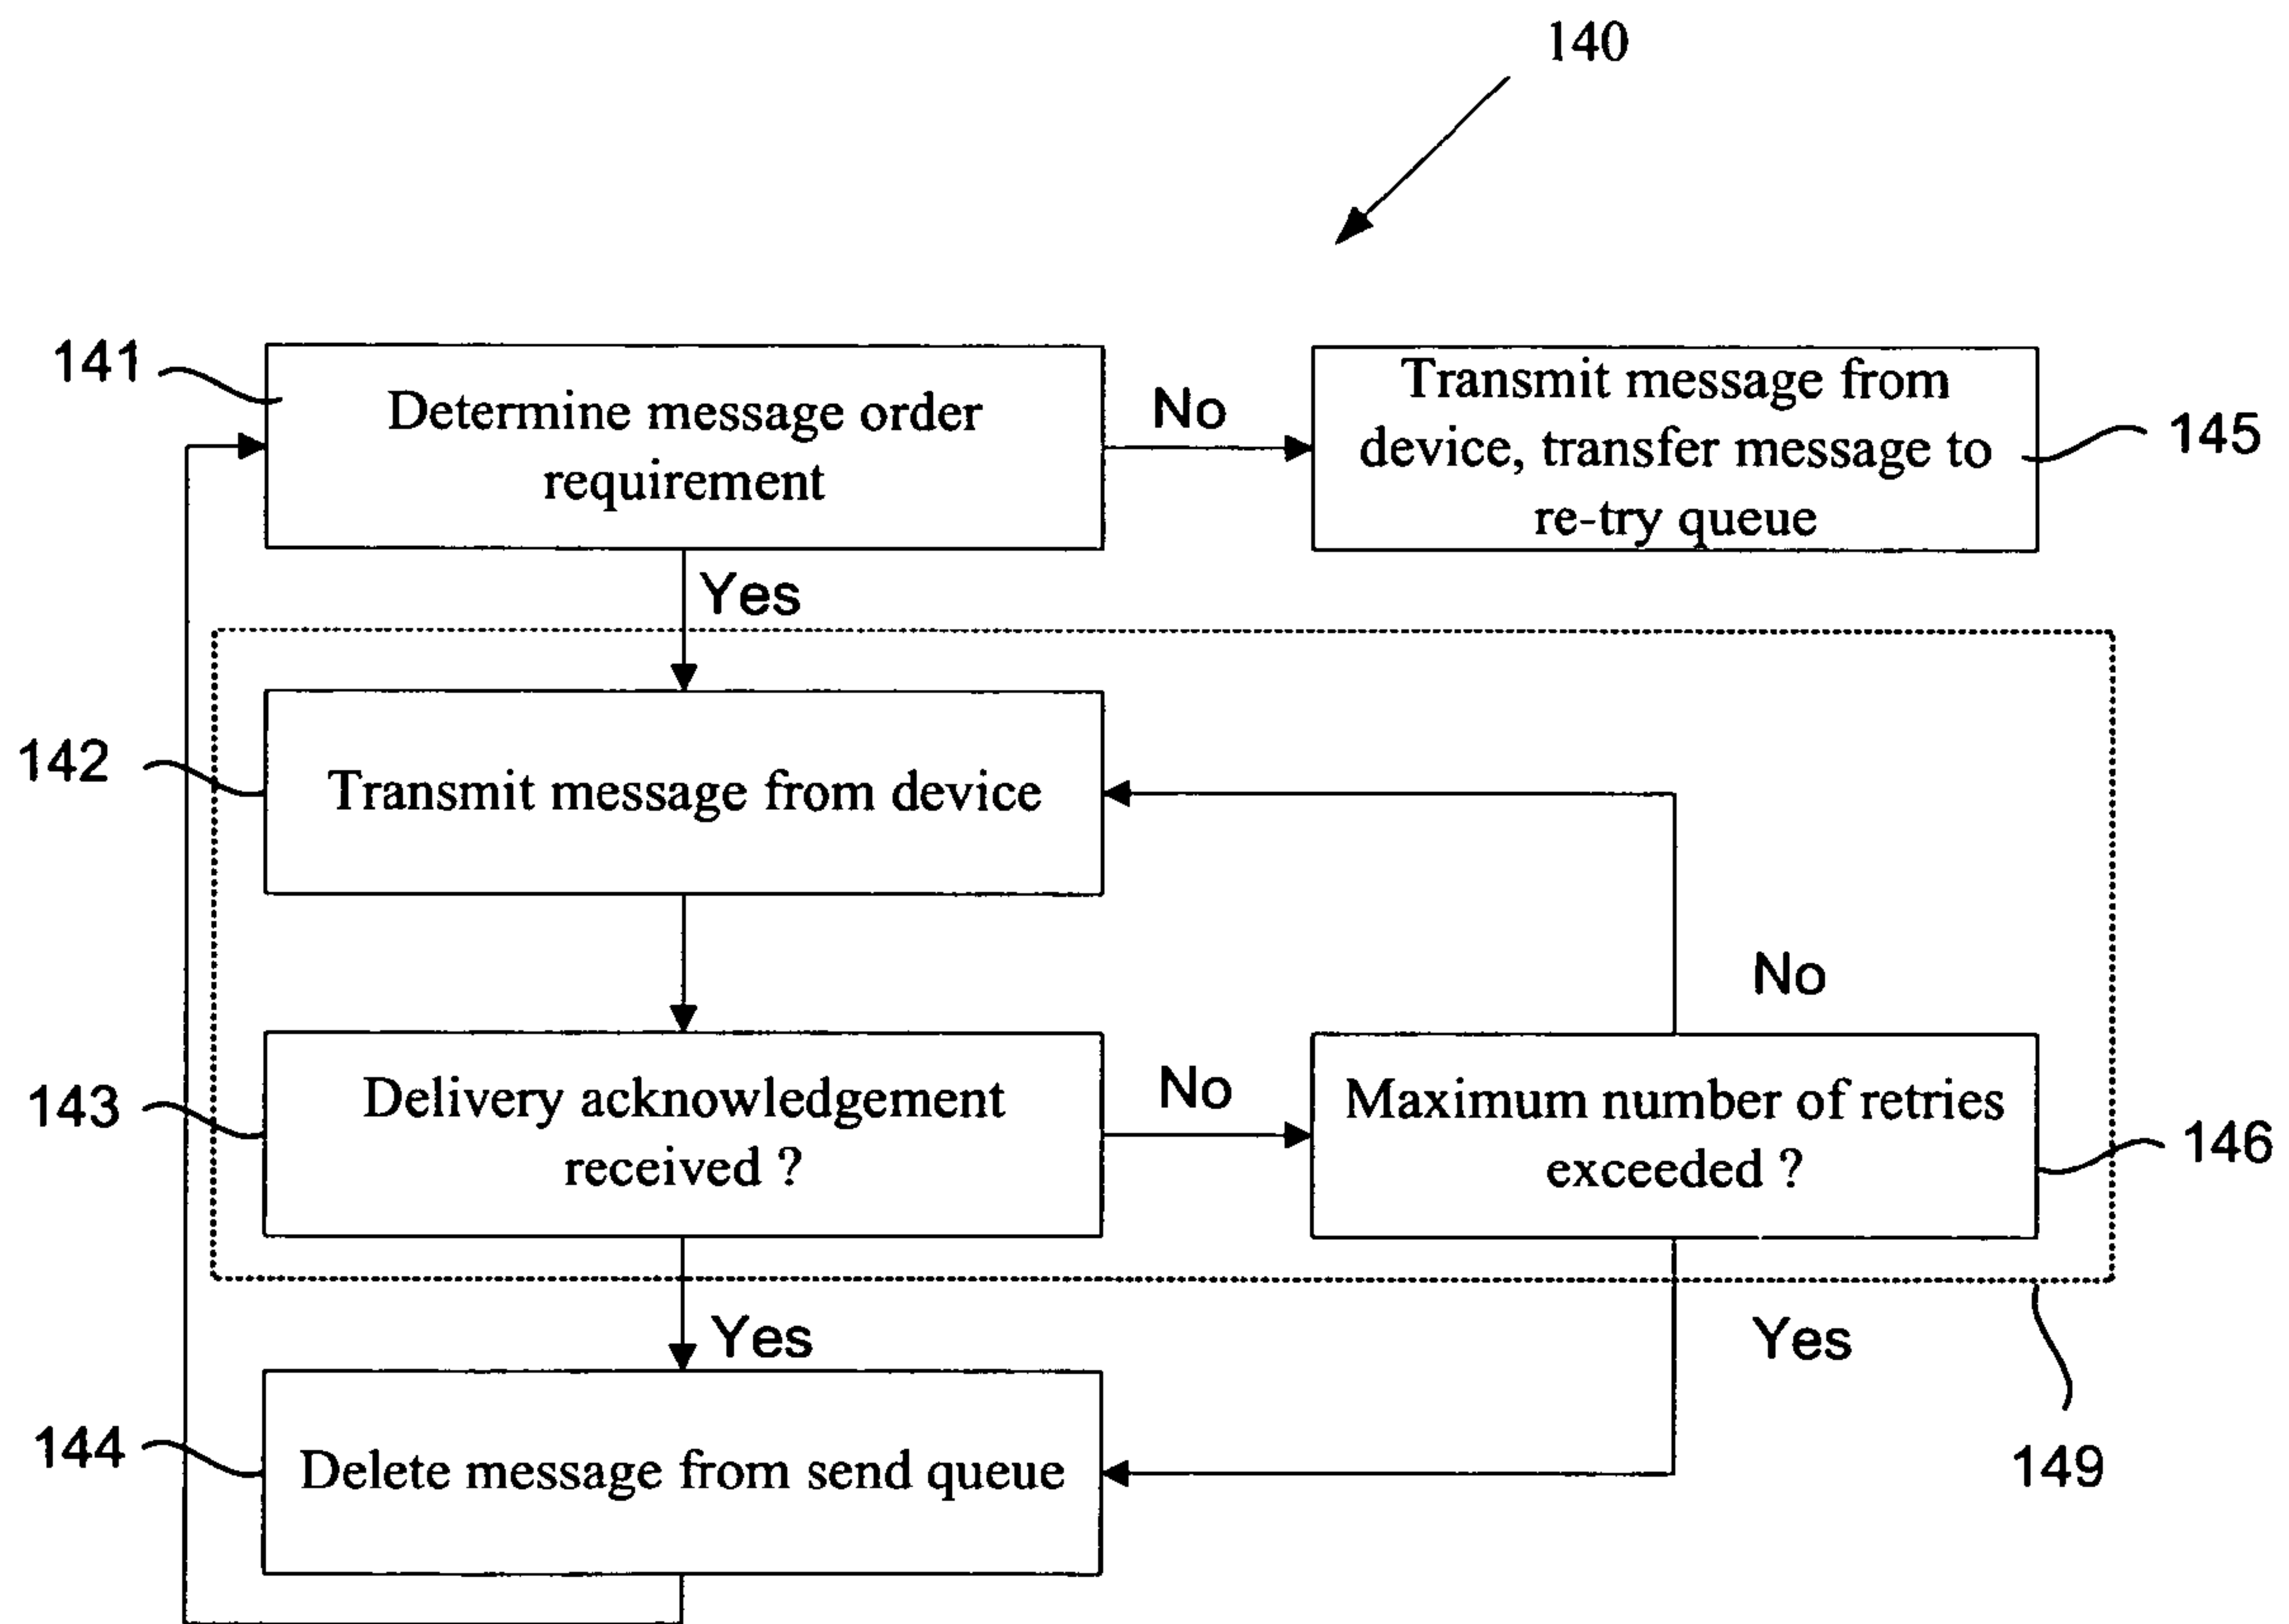 140
141
Determine message order
requirement
No
Transmit message from
device, transfer message to
re-try queue
145
Yes
142
Transmit message from device
No
143
Delivery acknowledgement
received ?
No
Maximum number of retries
exceeded ?
146
Yes
Yes
144
Delete message from send queue
149